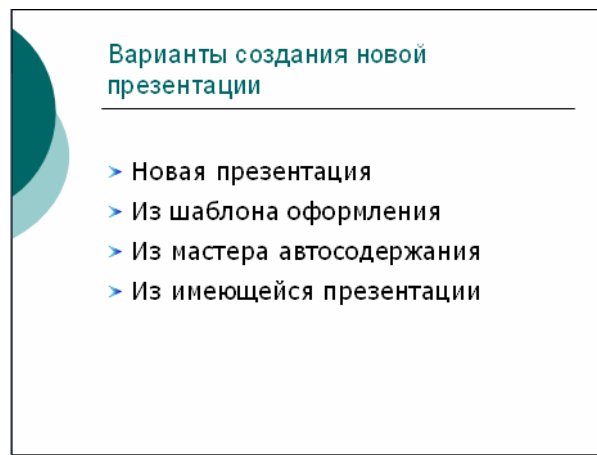 Варианты создания новой
презентации
Новая презентация
Из шаблона оформления
Из мастера автосодержания
Из имеющейся презентации